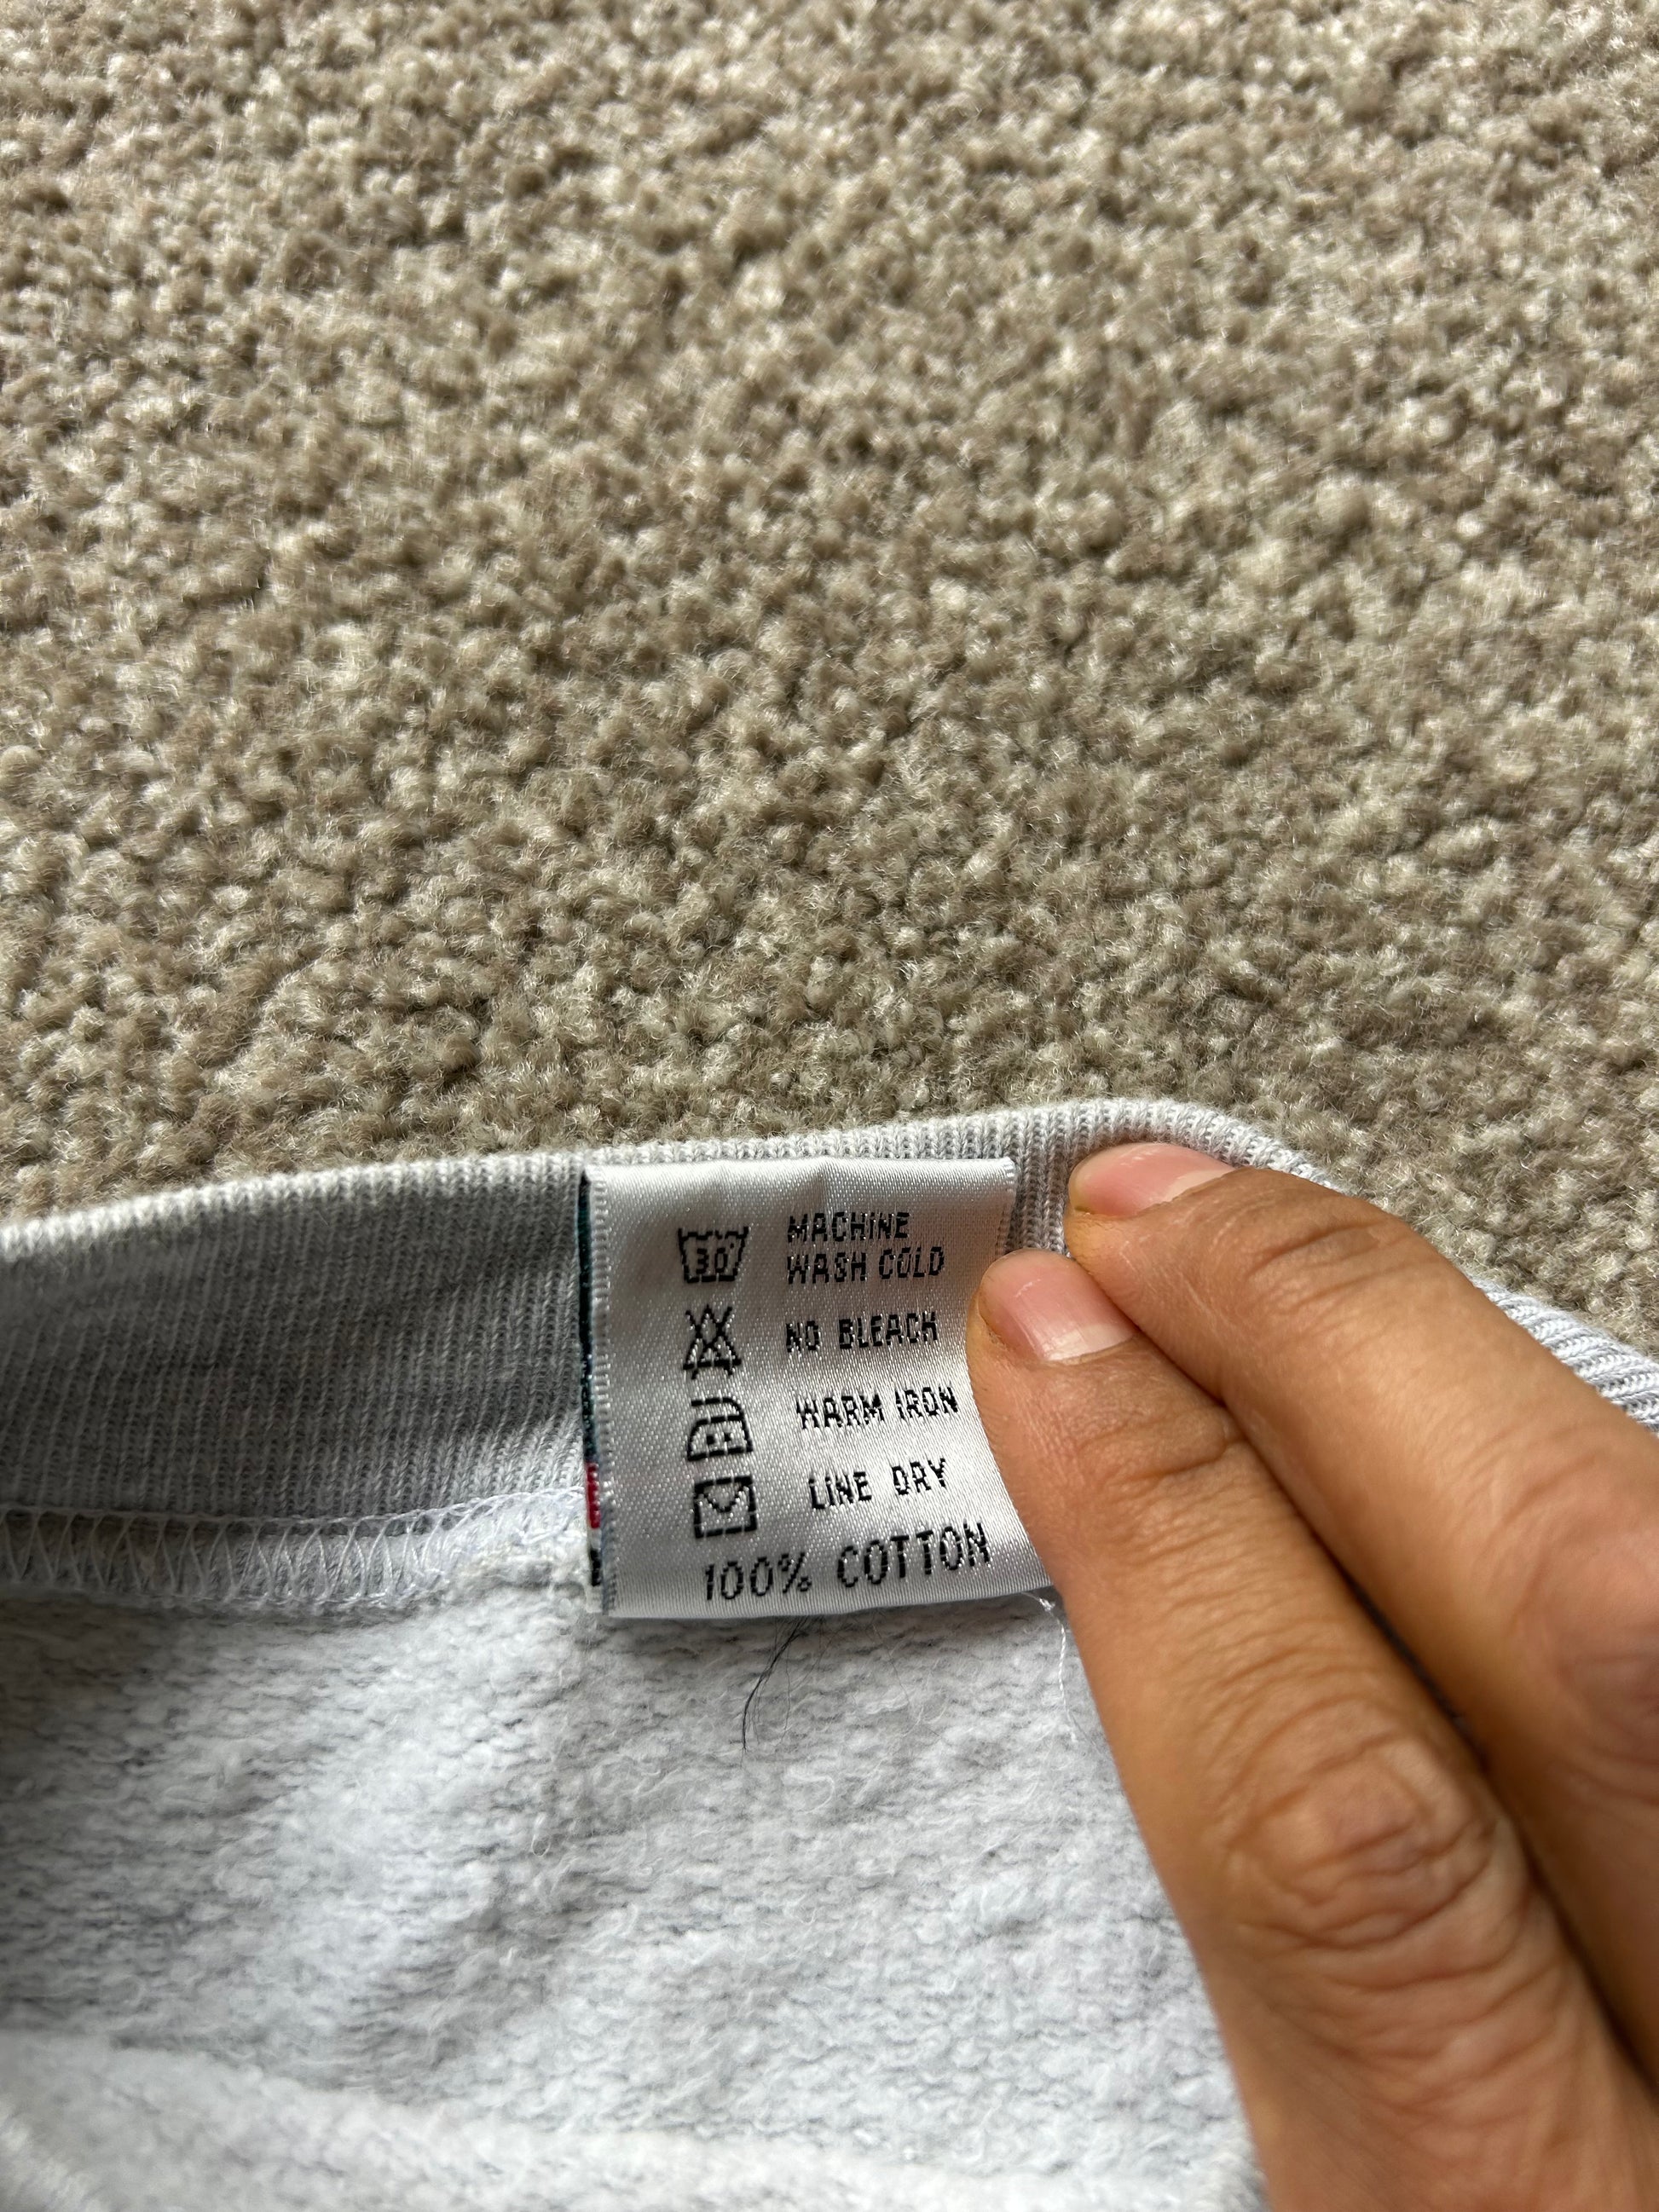 30°
MACHINE
WASH COLD
NO BLEACH
WARM IRON
LINE DRY
100% COTTON